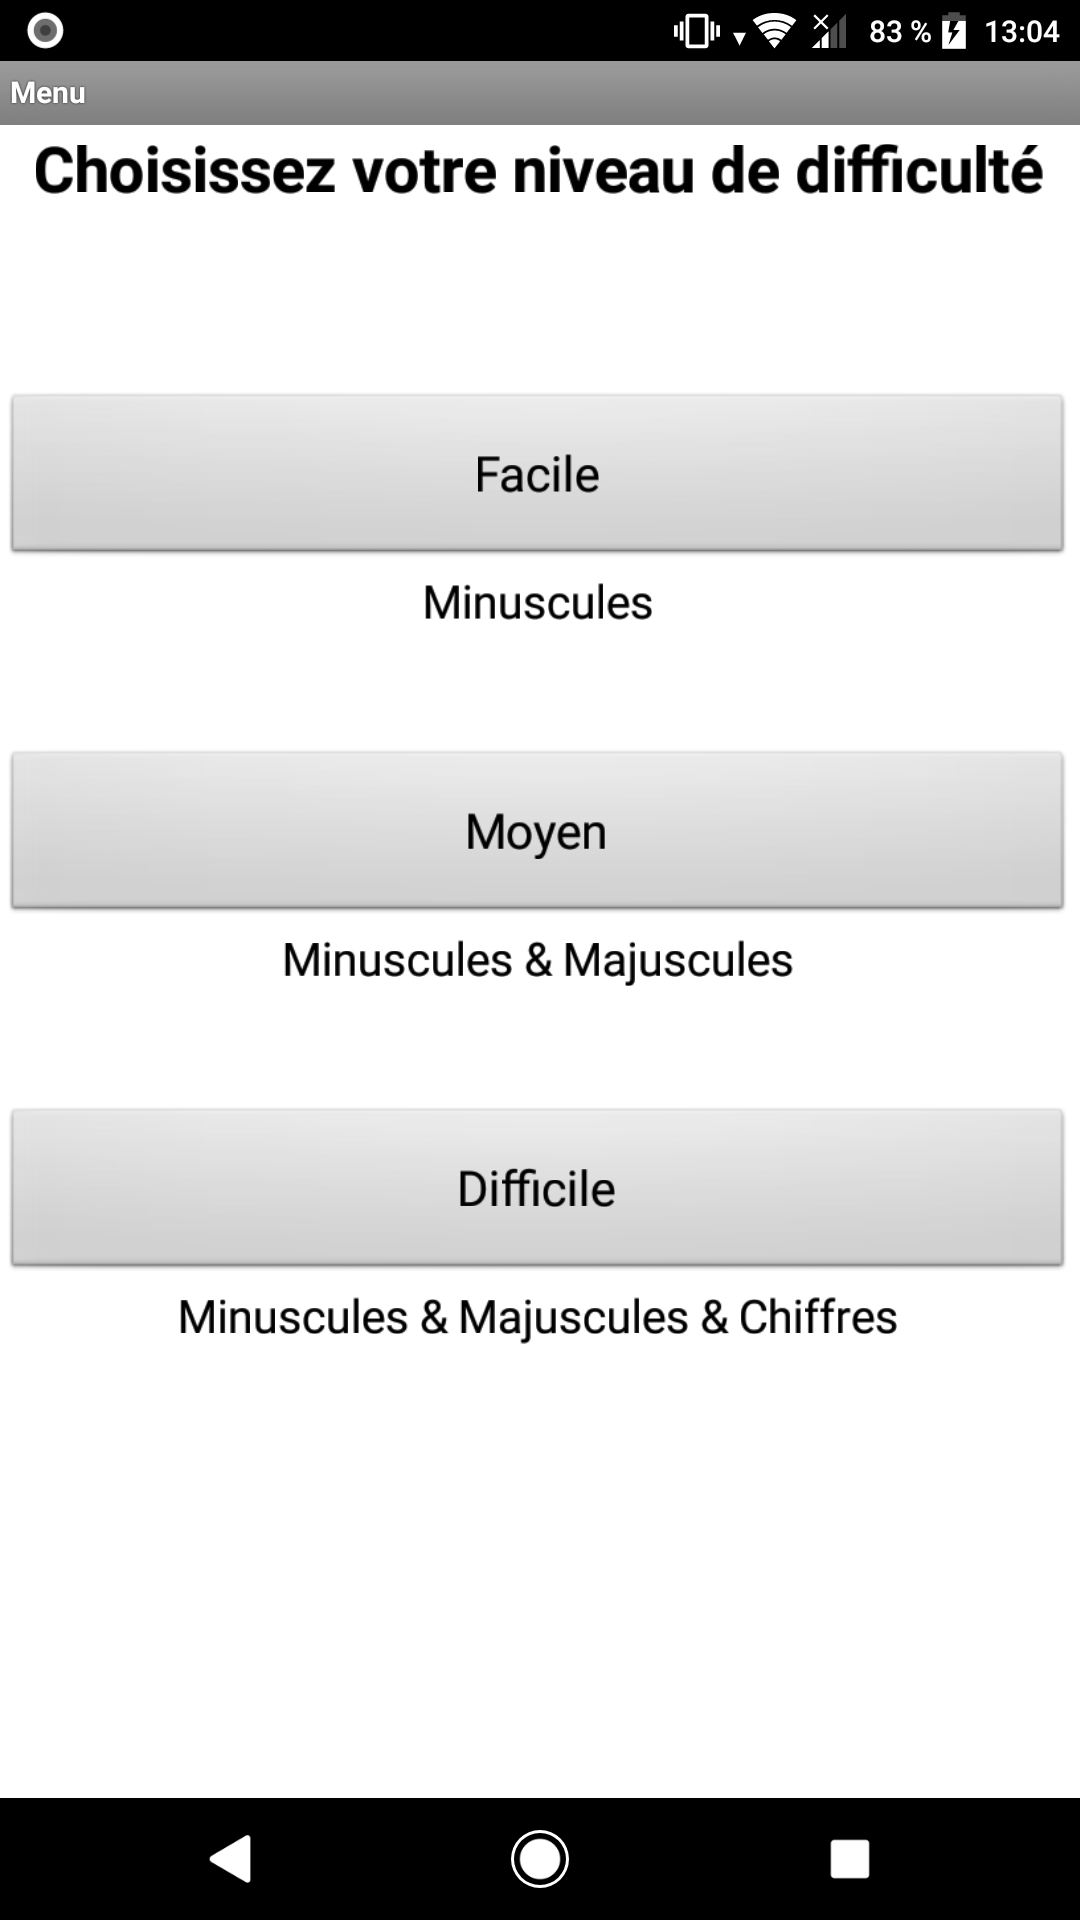 83 % 13:04
Menu
Choisissez votre niveau de difficulté
Facile
Minuscules
Moyen
Minuscules & Majuscules
Difficile
Minuscules & Majuscules & Chiffres